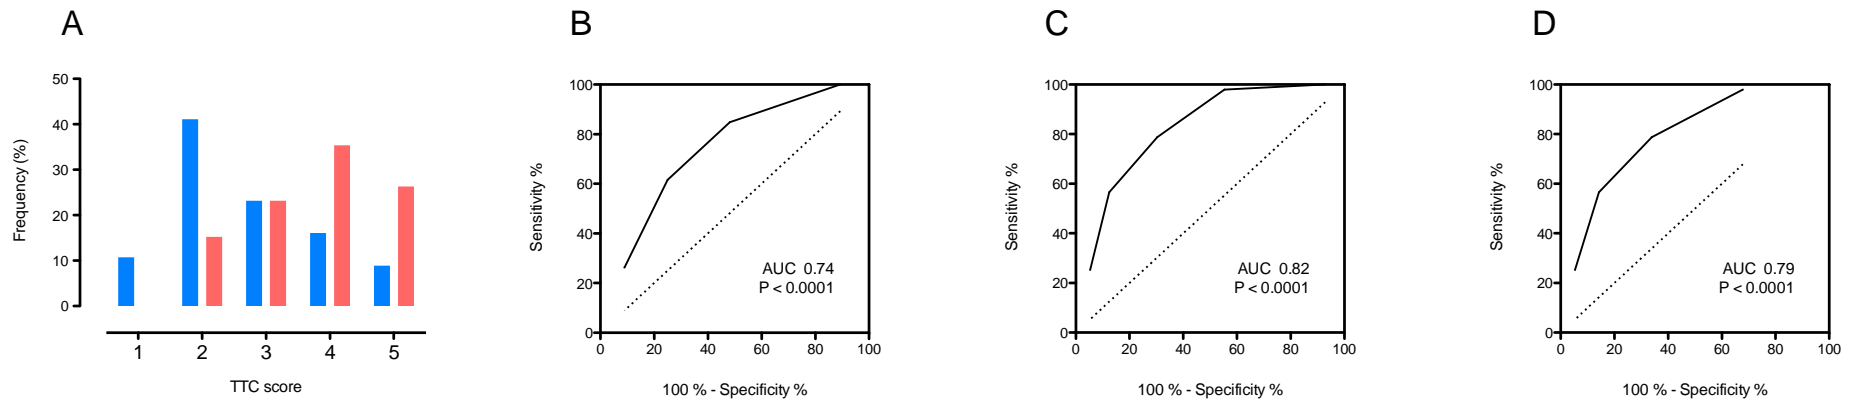 A
B
C
D
50
40
30
20
10
0
Frequency (%)
1 2 3 4 5
TTC score
100
80
60
40
20
0
Sensitivity %
AUC 0.74
P < 0.0001
0 20 40 60 80 100
100 % - Specificity %
100
80
60
40
20
0
Sensitivity %
AUC 0.82
P < 0.0001
0 20 40 60 80 100
100 % - Specificity %
100
80
60
40
20
0
Sensitivity %
AUC 0.79
P < 0.0001
0 20 40 60 80 100
100 % - Specificity %